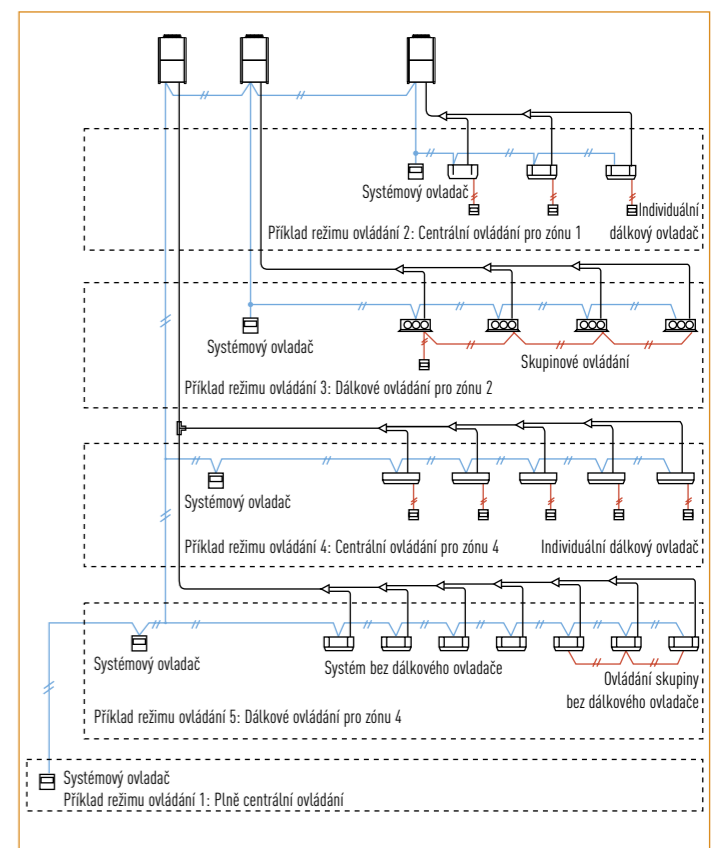 Systémový ovladač
Individuální
dálkový ovladač
Příklad režimu ovládání 2: Centrální ovládání pro zónu 1
Systémový ovladač
Skupinové ovládání
Příklad režimu ovládání 3: Dálkové ovládání pro zónu 2
Systémový ovladač
Příklad režimu ovládání 4: Centrální ovládání pro zónu 4
Individuální dálkový ovladač
Systémový ovladač
Systém bez dálkového ovladače
Ovládání skupiny
bez dálkového ovladače
Příklad režimu ovládání 5: Dálkové ovládání pro zónu 4
Systémový ovladač
Příklad režimu ovládání 1: Plně centrální ovládání